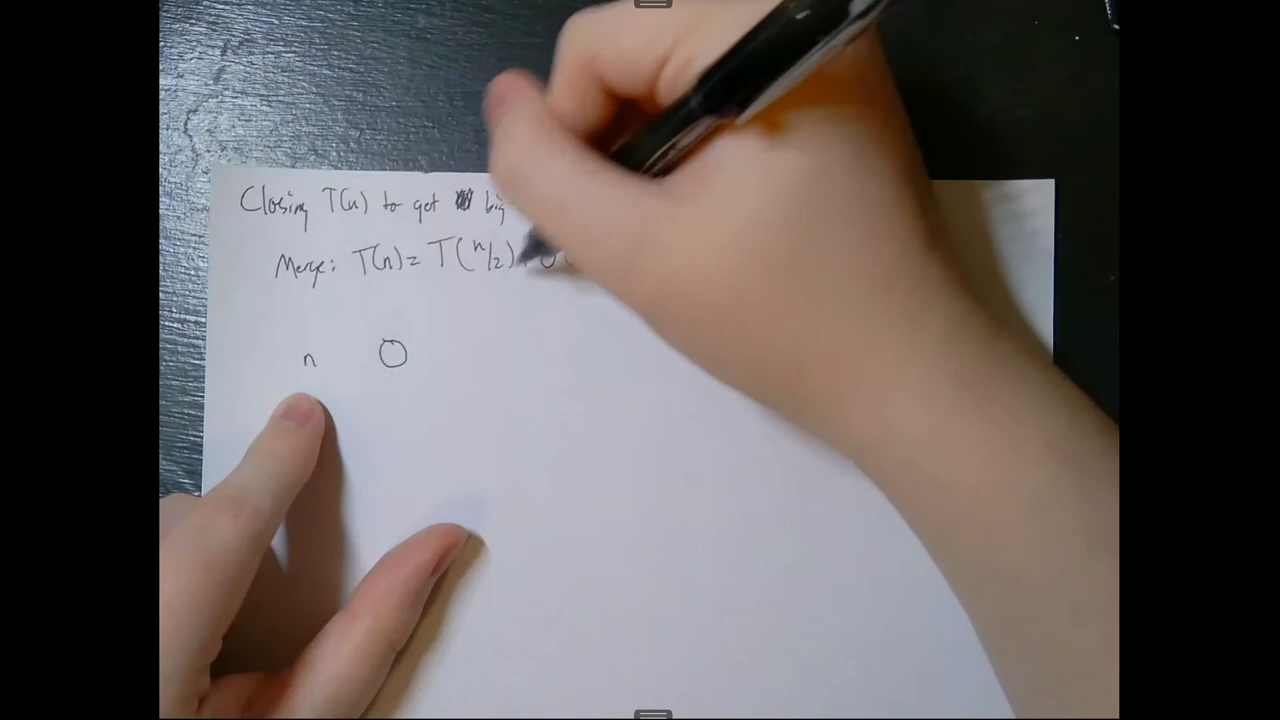 Closing T(n) to get big
Merge: T(n) = T(n/2) + O(
n O